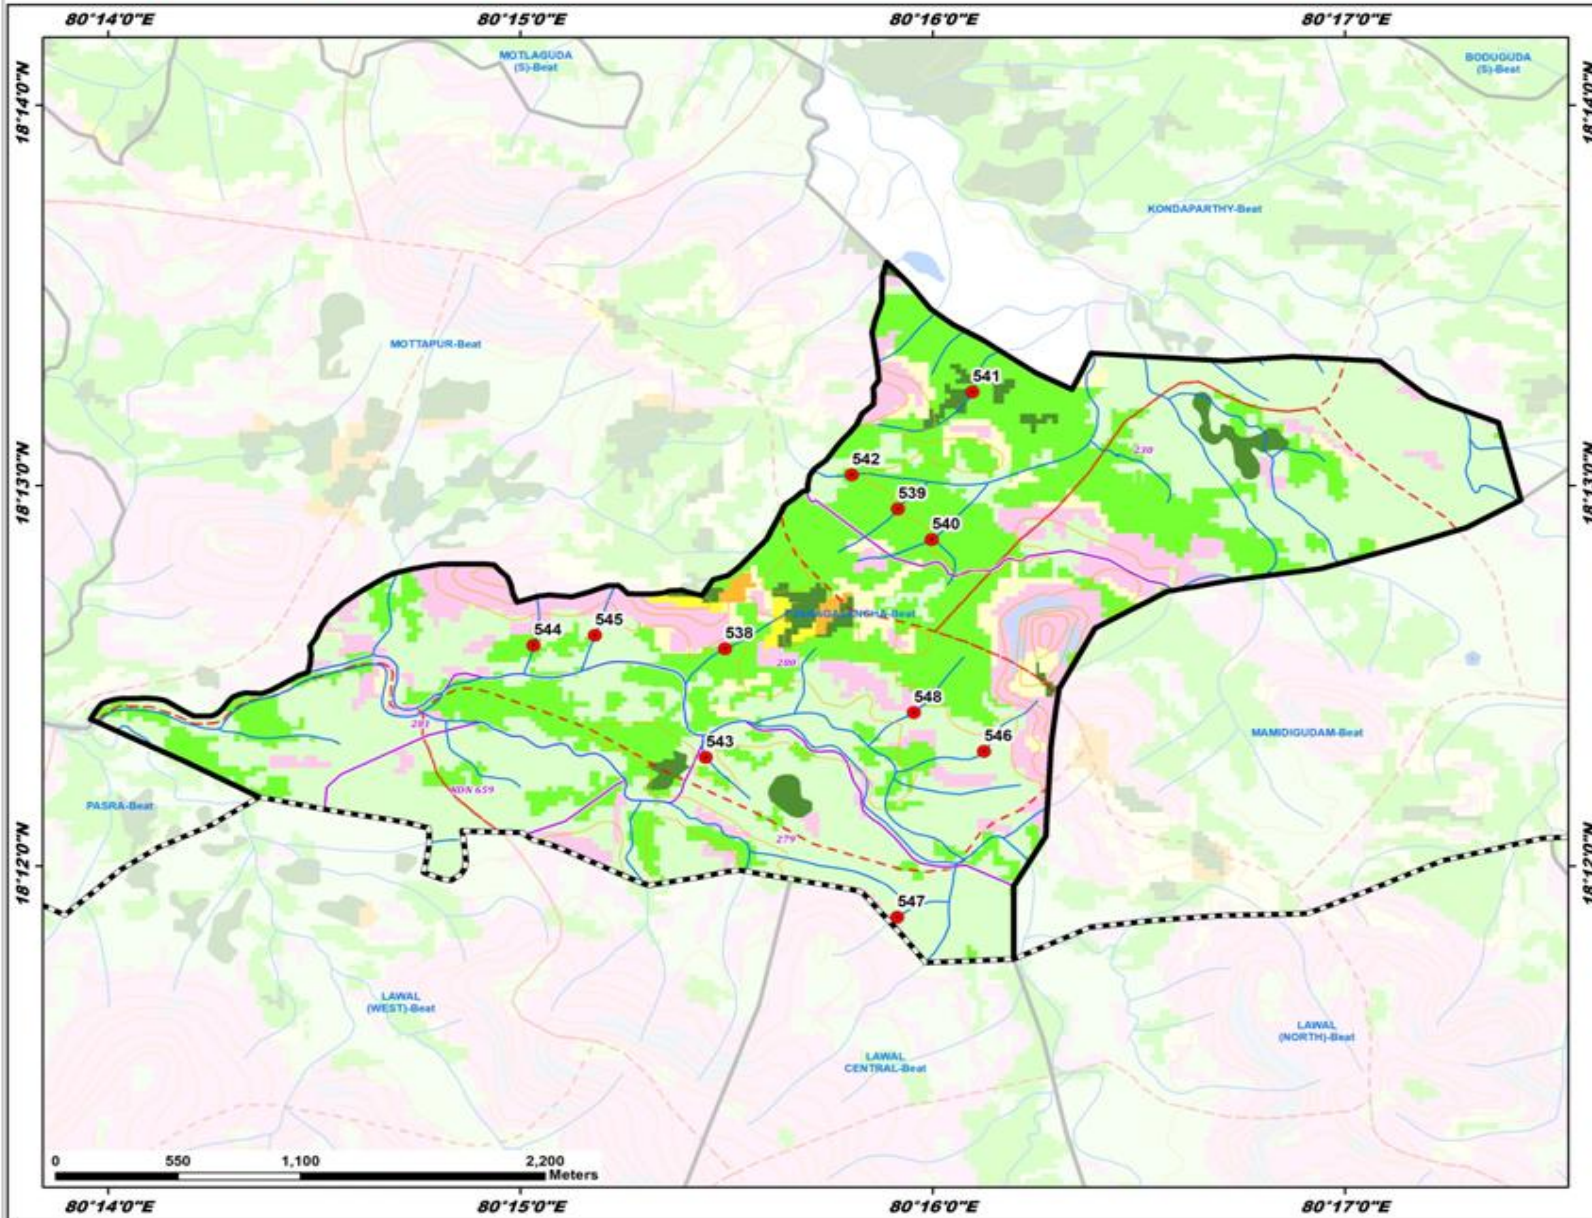 80°14'0"E 80°15'0"E 80°16'0"E 80°17'0"E
MOTLAGUDA
(S)-Beat
BODUGUDA
(S)-Beat
18°14'0"N 18°14'0"N
KONDAPARTHY-Beat
MOTTAPUR-Beat
541
230
542
18°13'0"N 18°13'0"N
539
540
-Beat
545
544
538
280
548
281
546
MAMIDIGUDAM-Beat
543
KDN 659
PASRA-Beat
279
18°12'0"N 18°12'0"N
547
LAWAL
(WEST)-Beat
LAWAL
(NORTH)-Beat
LAWAL
CENTRAL-Beat
0 550 1,100 2,200
Meters
80°14'0"E 80°15'0"E 80°16'0"E 80°17'0"E